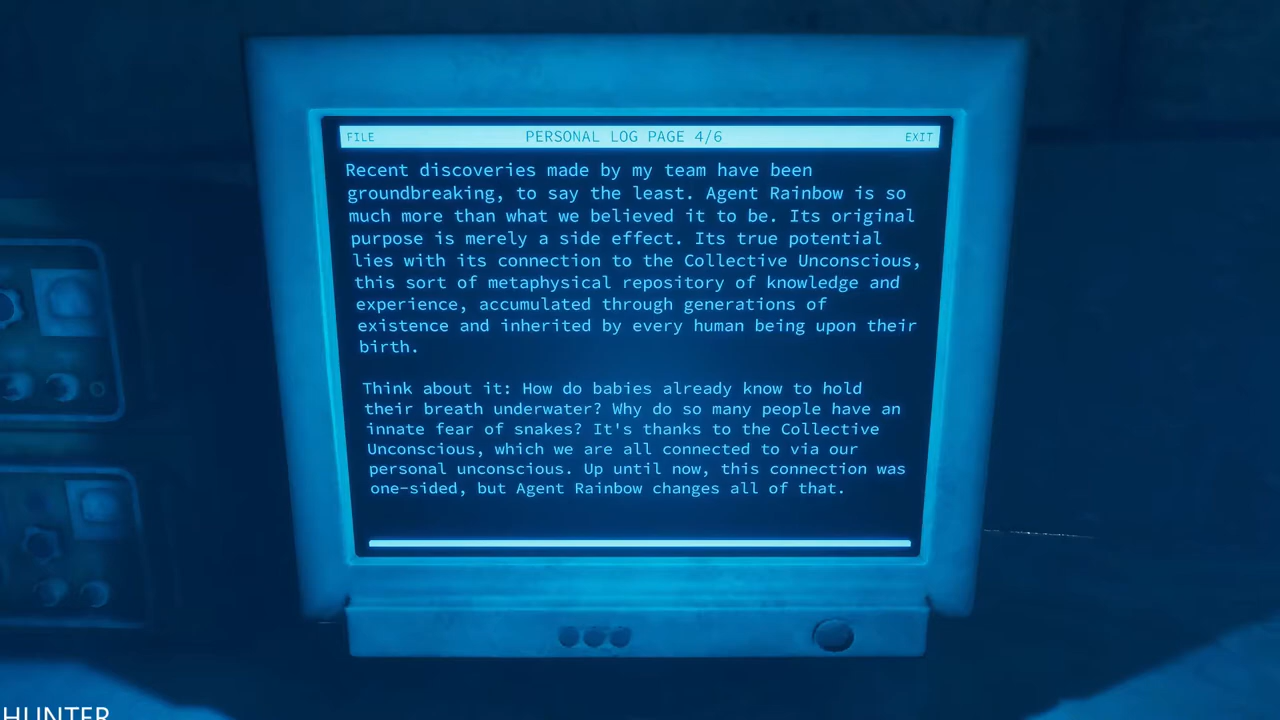 FILE PERSONAL LOG PAGE 4/6 EXIT
Recent discoveries made by my team have been
groundbreaking, to say the least. Agent Rainbow is so
much more than what we believed it to be. Its original
purpose is merely a side effect. Its true potential
lies with its connection to the Collective Unconscious,
this sort of metaphysical repository of knowledge and
experience, accumulated through generations of
existence and inherited by every human being upon their
birth.
Think about it: How do babies already know to hold
their breath underwater? Why do so many people have an
innate fear of snakes? It's thanks to the Collective
Unconscious, which we are all connected to via our
personal unconscious. Up until now, this connection was
one-sided, but Agent Rainbow changes all of that.
HUNTER